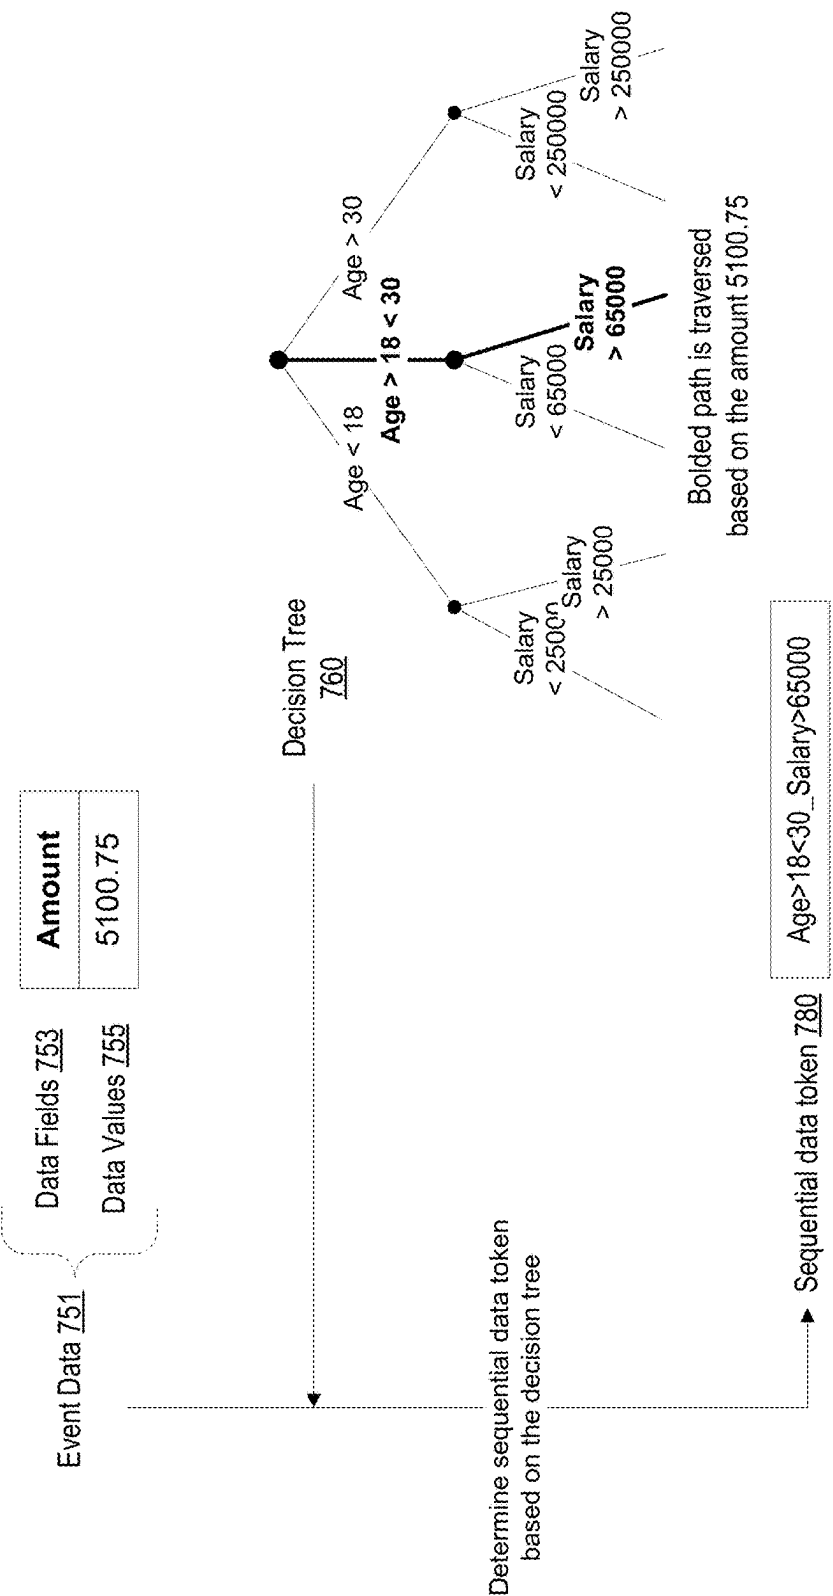 Event Data 751
Data Fields 753
Data Values 755
Amount
5100.75
Decision Tree
760
Age < 18
Age > 18 < 30
Age > 30
Salary
< 25000
Salary
> 25000
Salary
< 65000
Salary
> 65000
Salary
< 250000
Salary
> 250000
Bolded path is traversed
based on the amount 5100.75
Determine sequential data token
based on the decision tree
Sequential data token 780
Age>18<30_Salary>65000